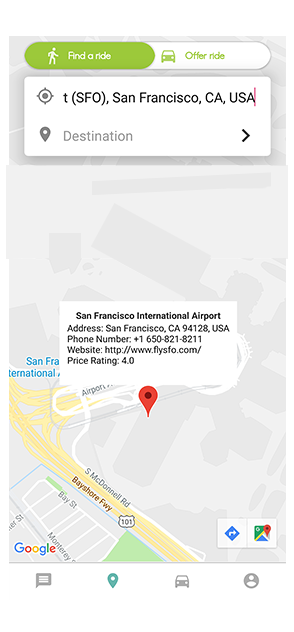 Find a ride
Offer ride
t (SFO), San Francisco, CA, USA
Destination
San Francisco International Airport
Address: San Francisco, CA 94128, USA
Phone Number: +1 650-821-8211
Website: http://www.flysfo.com/
Price Rating: 4.0
San Fra
ternational A
Airport
S McDonnell Rd
Bayshore Fwy
101
Bay St
Monterey
Google